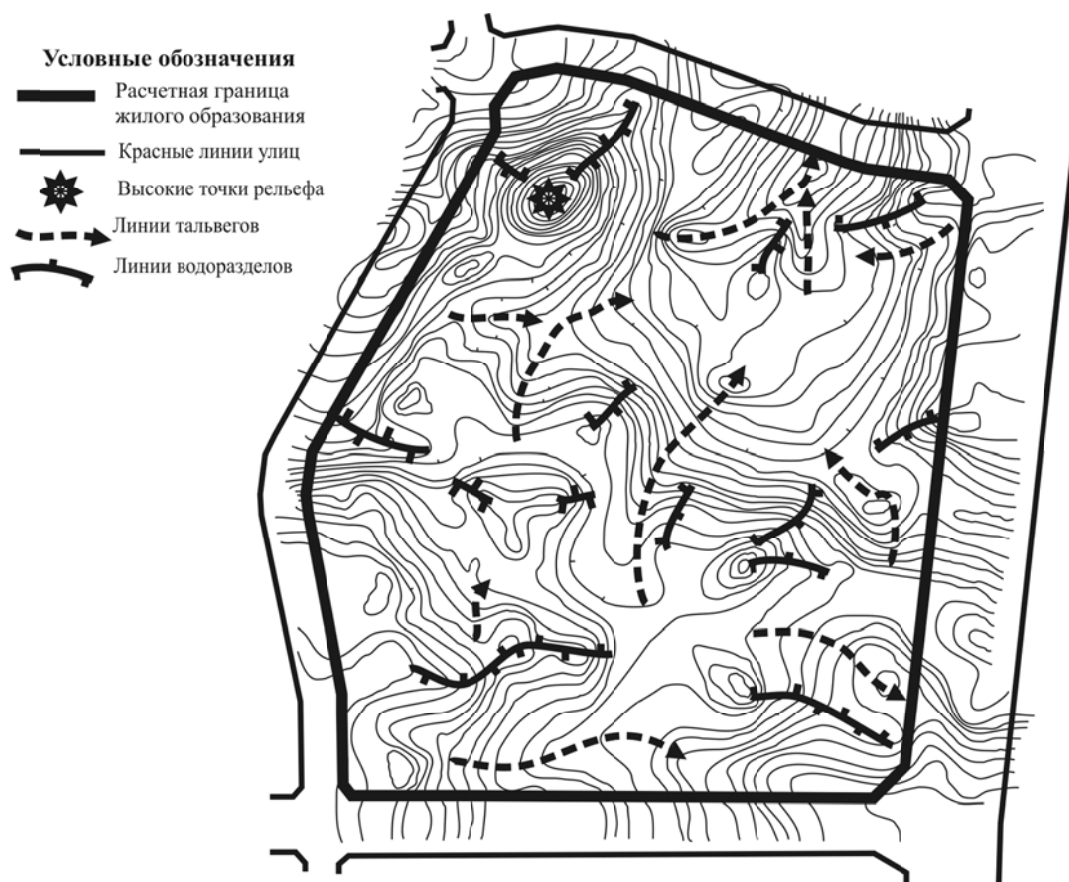 Условные обозначения
Расчетная граница
жилого образования
Красные линии улиц
Высокие точки рельефа
Линии тальвегов
Линии водоразделов